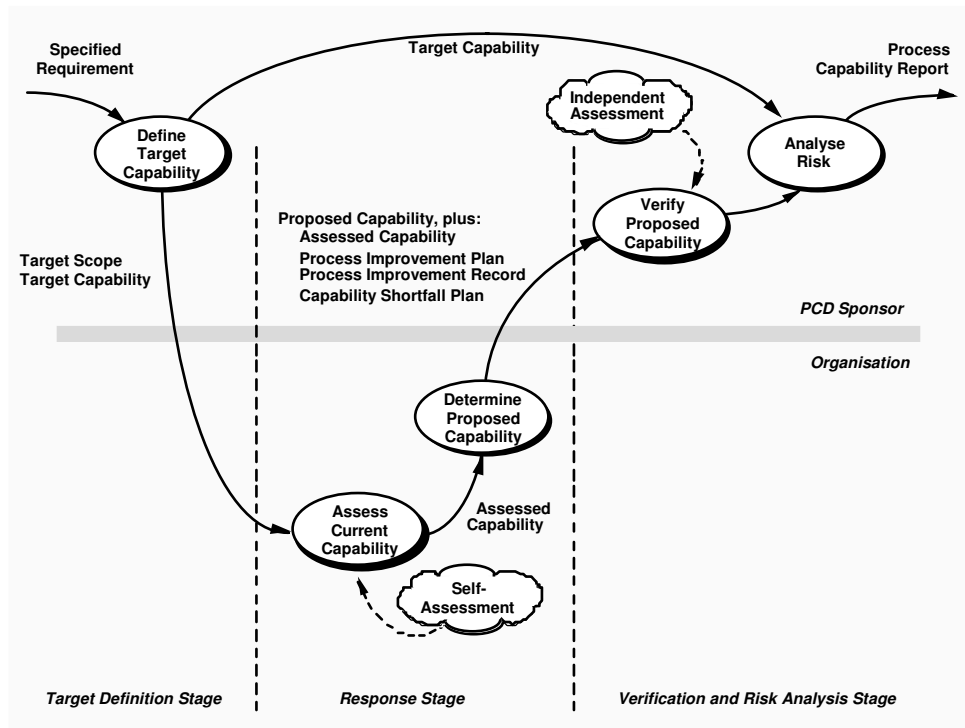 Specified
Requirement
Target Capability
Process
Capability Report
Independent
Assessment
Define
Target
Capability
Analyse
Risk
Verify
Proposed
Capability
Proposed Capability, plus:
Assessed Capability
Process Improvement Plan
Process Improvement Record
Capability Shortfall Plan
Target Scope
Target Capability
PCD Sponsor
Organisation
Determine
Proposed
Capability
Assess
Current
Capability
Assessed
Capability
Self-
Assessment
Target Definition Stage
Response Stage
Verification and Risk Analysis Stage